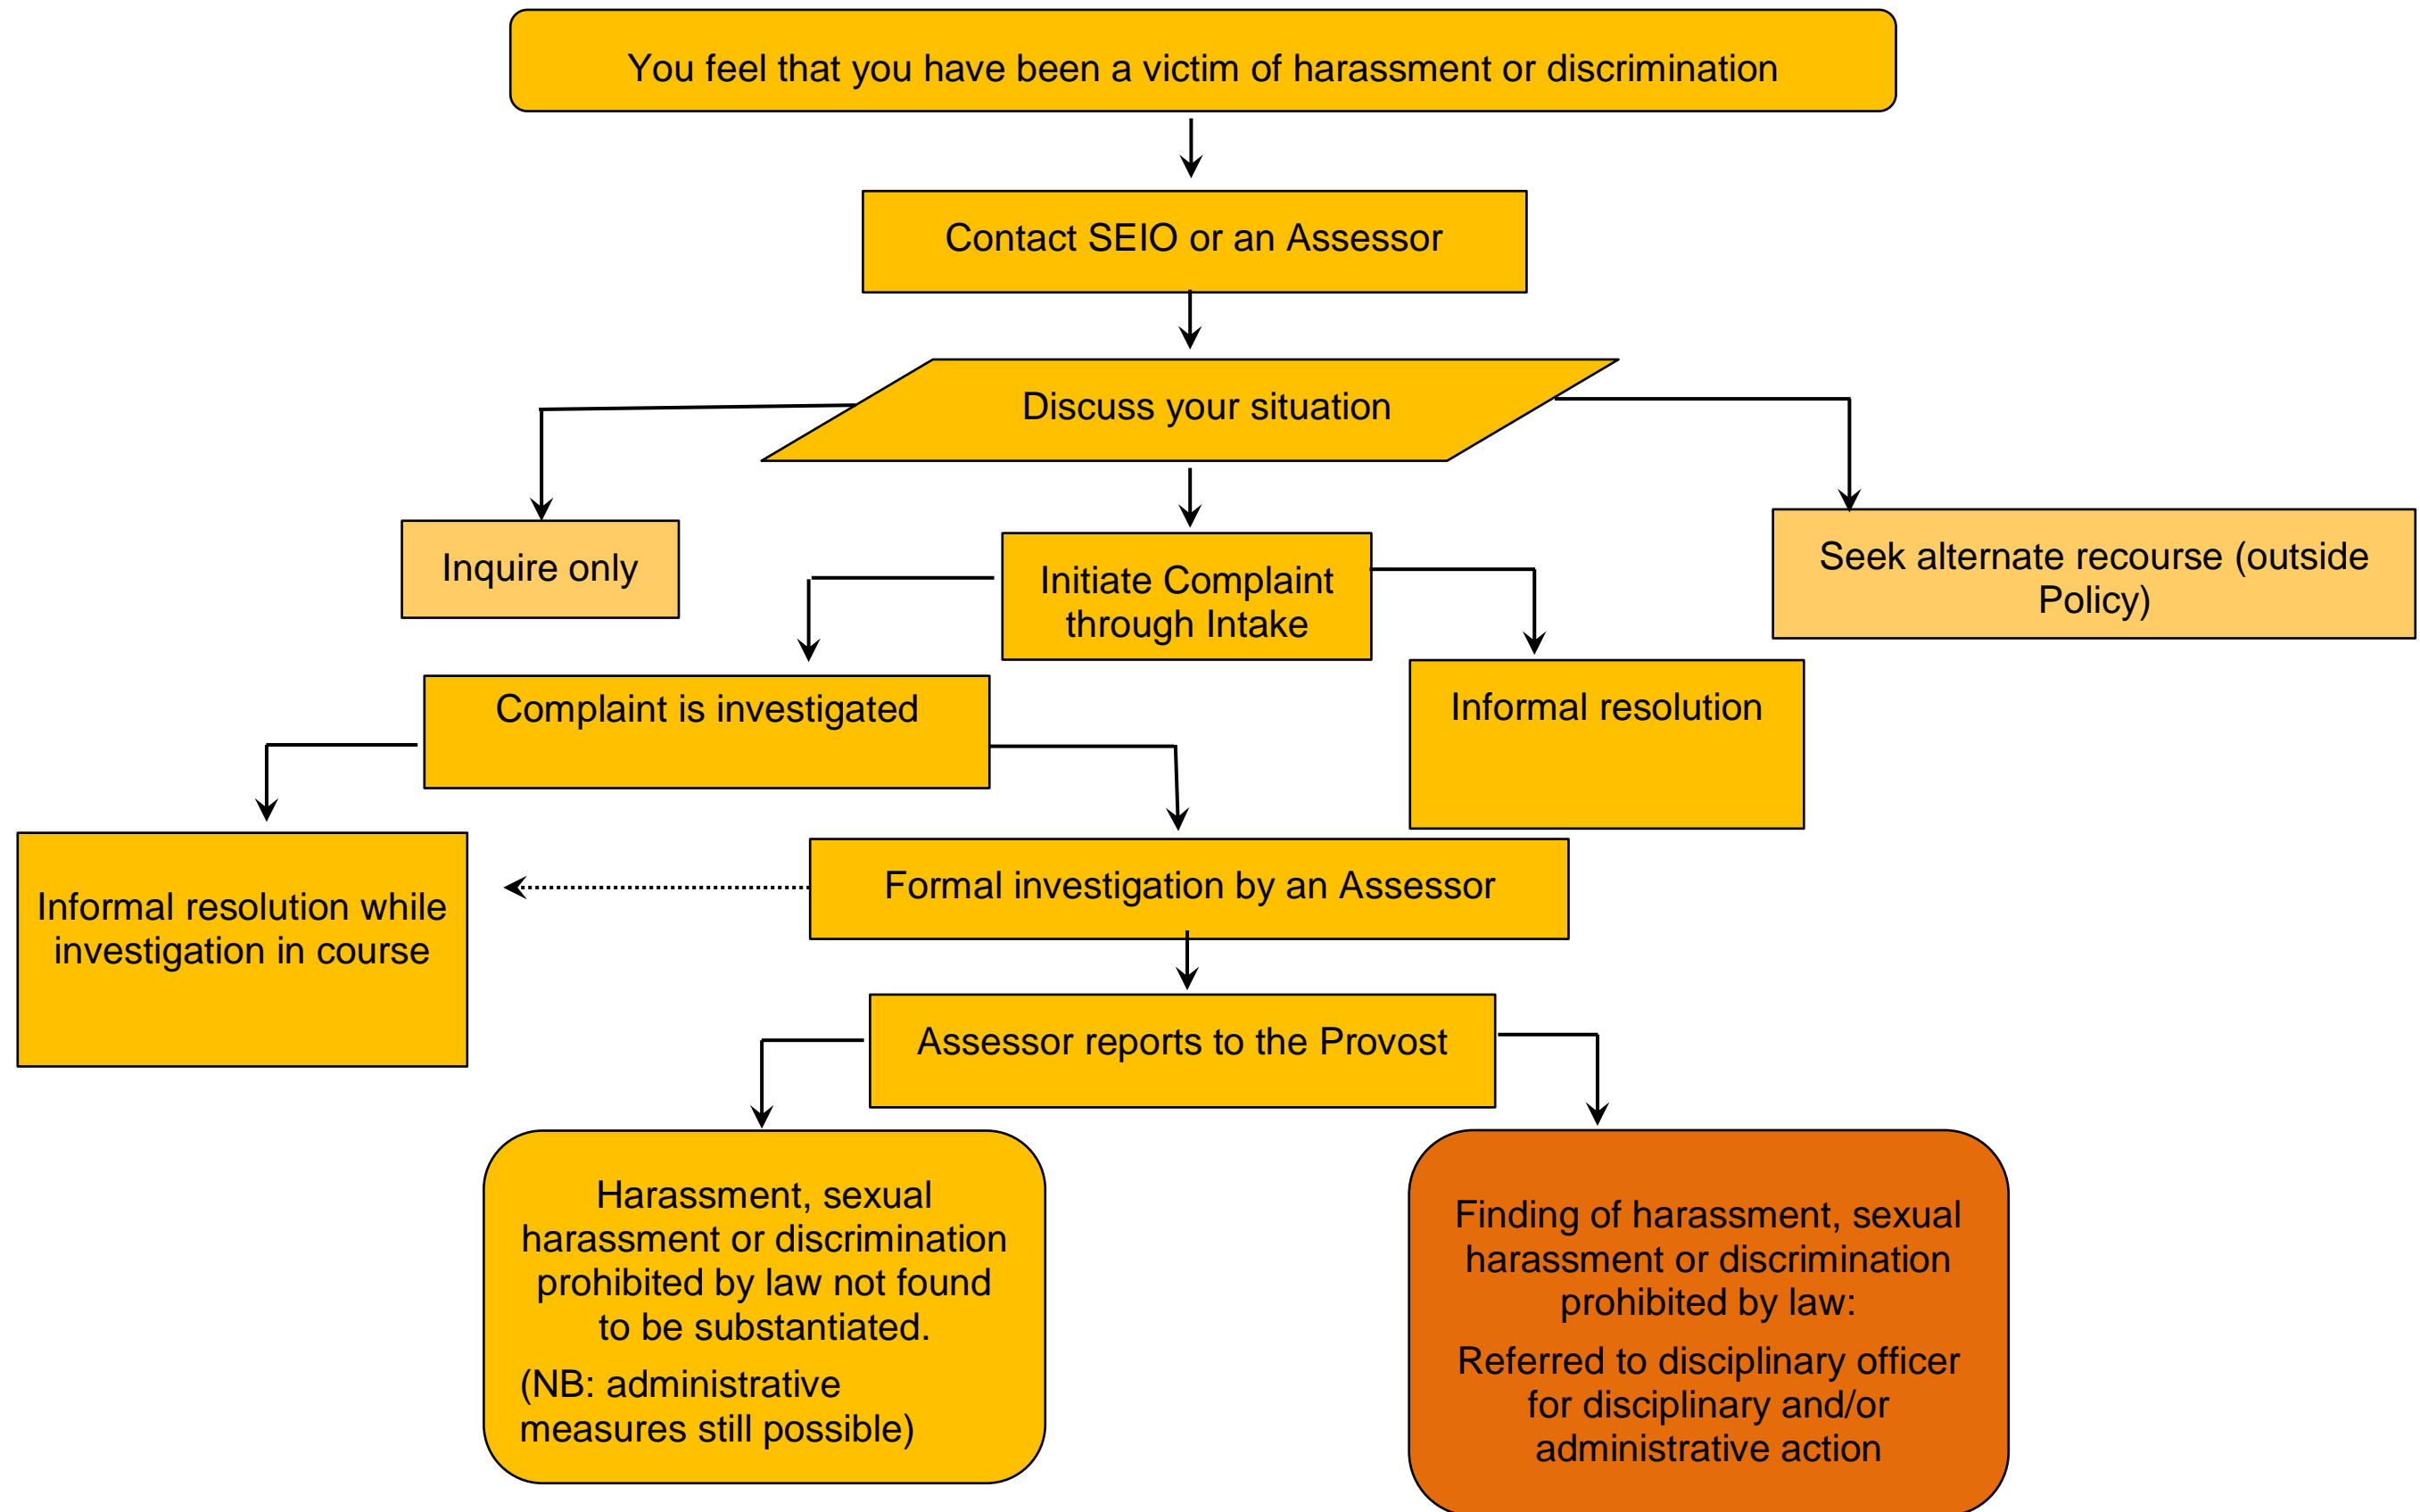 You feel that you have been a victim of harassment or discrimination
Contact SEIO or an Assessor
Discuss your situation
Inquire only
Initiate Complaint
through Intake
Seek alternate recourse (outside
Policy)
Complaint is investigated
Informal resolution
Informal resolution while
investigation in course
Formal investigation by an Assessor
Assessor reports to the Provost
Harassment, sexual
harassment or discrimination
prohibited by law not found
to be substantiated.
(NB: administrative
measures still possible)
Finding of harassment, sexual
harassment or discrimination
prohibited by law:
Referred to disciplinary officer
for disciplinary and/or
administrative action